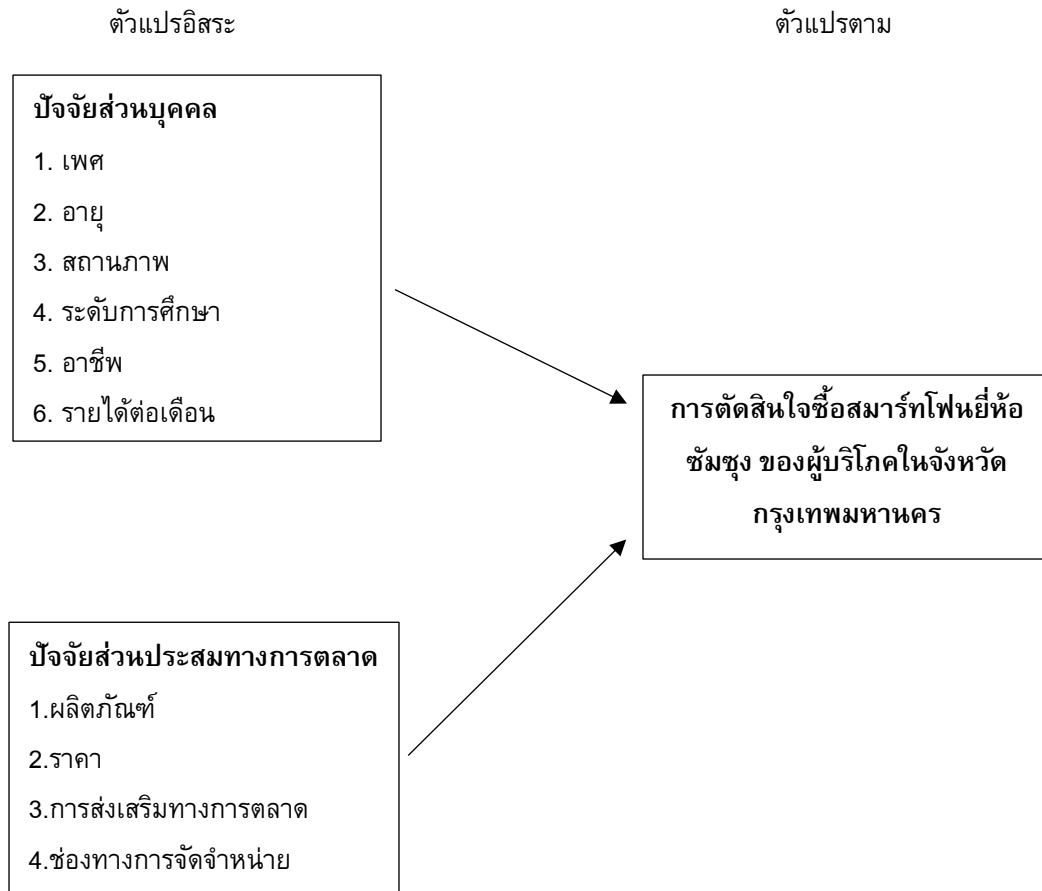 ตัวแปรอิสระ
ตัวแปรตาม
ปัจจัยส่วนบุคคล
1. เพศ
2. อายุ
3. สถานภาพ
4. ระดับการศึกษา
5. อาชีพ
6. รายได้ต่อเดือน
การตัดสินใจซื้อสมาร์ทโฟนยี่ห้อ
ซัมซุง ของผู้บริโภคในจังหวัด
กรุงเทพมหานคร
ปัจจัยส่วนประสมทางการตลาด
1.ผลิตภัณฑ์
2.ราคา
3.การส่งเสริมทางการตลาด
4.ช่องทางการจัดจำหน่าย